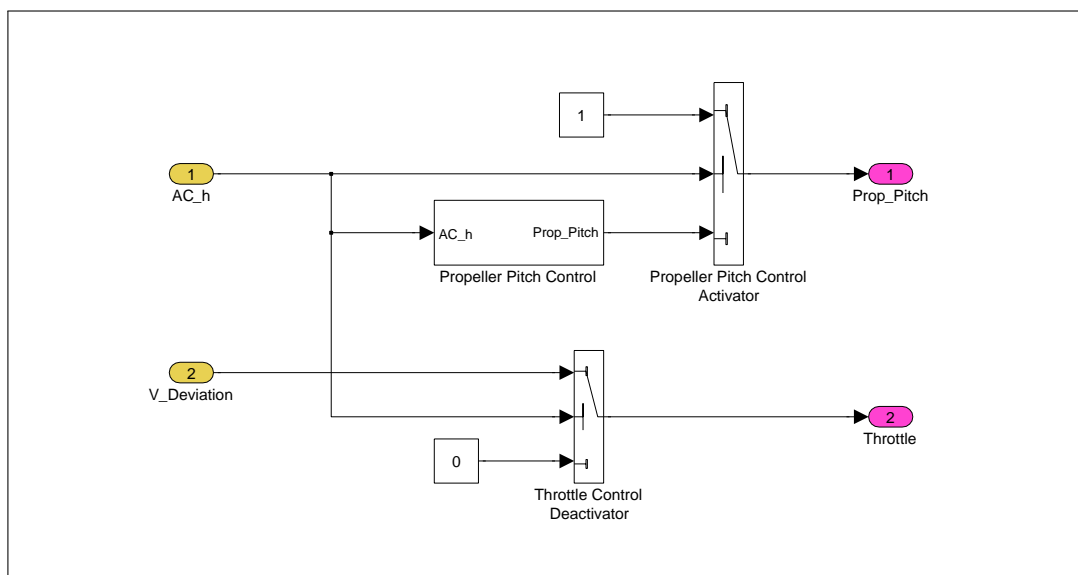 1
1
AC_h
1
Prop_Pitch
AC_h
Prop_Pitch
Propeller Pitch Control
Propeller Pitch Control
Activator
2
V_Deviation
2
Throttle
0
Throttle Control
Deactivator